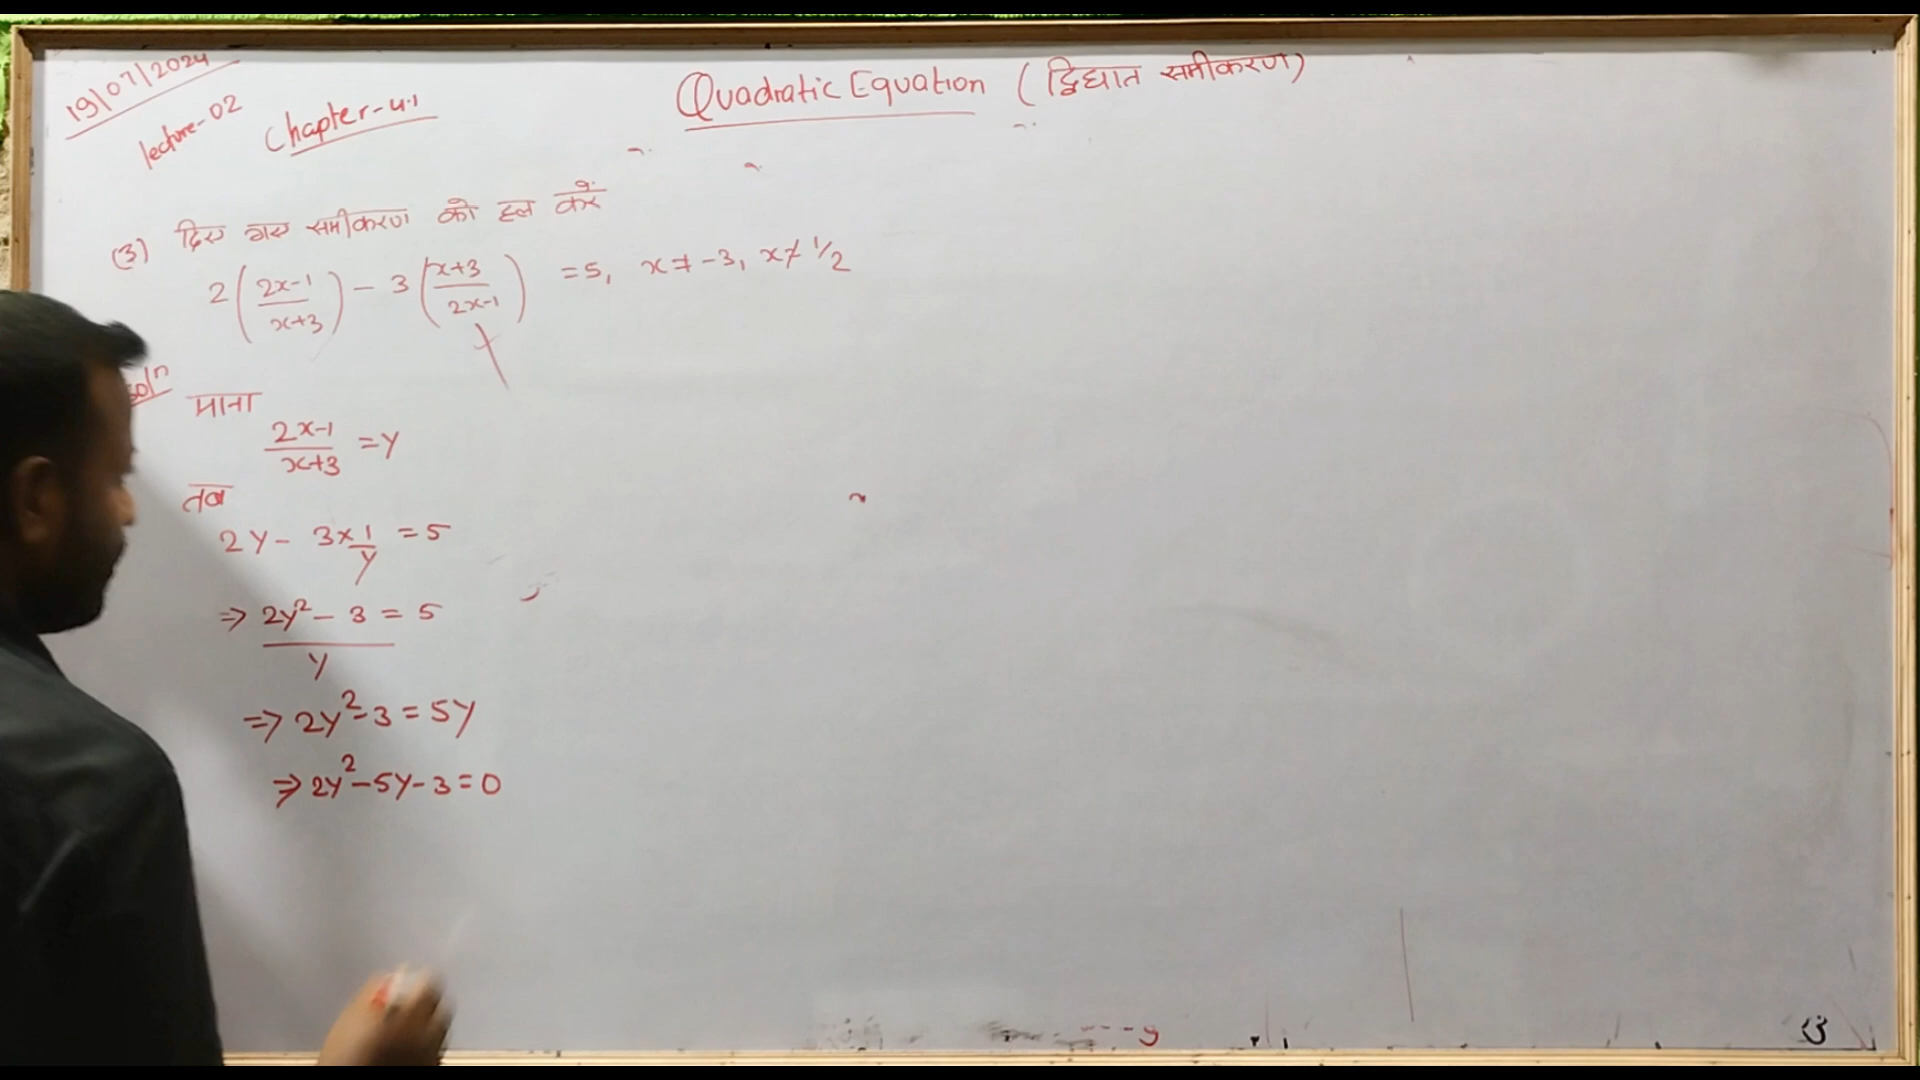 19/07/2024
lecture-02
Chapter-4.1
Quadratic Equation (द्विघात समीकरण)
(3) दिए गए समीकरण को हल करें
2(2x-1/x+3) - 3(x+3/2x-1) = 5, x ≠ -3, x ≠ 1/2
soln
माना
2x-1/x+3 = y
तब
2y - 3×1/y = 5
⇒ 2y²-3/y = 5
⇒ 2y²-3 = 5y
⇒ 2y²-5y-3=0